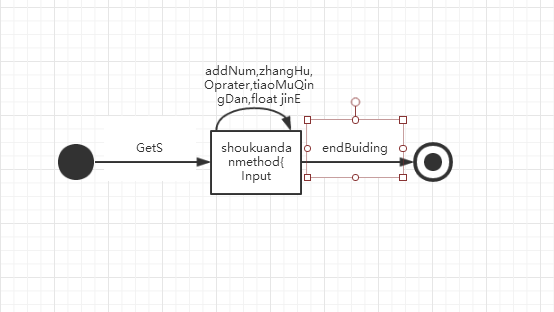 addNum,zhangHu,
Oprater,tiaoMuQin
gDan,float jinE
GetS
shoukuanda
nmethod{
Input
endBuiding